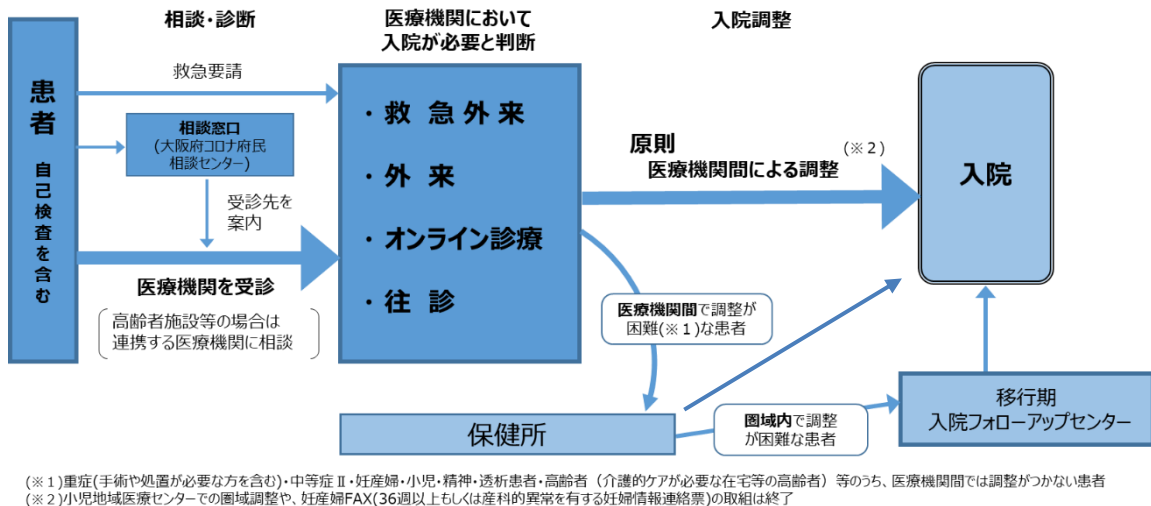 相談・診断
医療機関において
入院が必要と判断
入院調整
患者
自己検査を含む
救急要請
相談窓口
(大阪府コロナ府民
相談センター)
受診先を
案内
医療機関を受診
高齢者施設等の場合は
連携する医療機関に相談
・救急外来
・外来
・オンライン診療
・往診
原則
医療機関間による調整
(※2)
入院
医療機関間で調整が
困難(※1)な患者
保健所
圏域内で調整
が困難な患者
移行期
入院フォローアップセンター
(※1)重症(手術や処置が必要な方を含む)・中等症Ⅱ・妊産婦・小児・精神・透析患者・高齢者（介護的ケアが必要な在宅等の高齢者）等のうち、医療機関間では調整がつかない患者
(※2)小児地域医療センターでの圏域調整や、妊産婦FAX(36週以上もしくは産科的異常を有する妊婦情報連絡票)の取組は終了